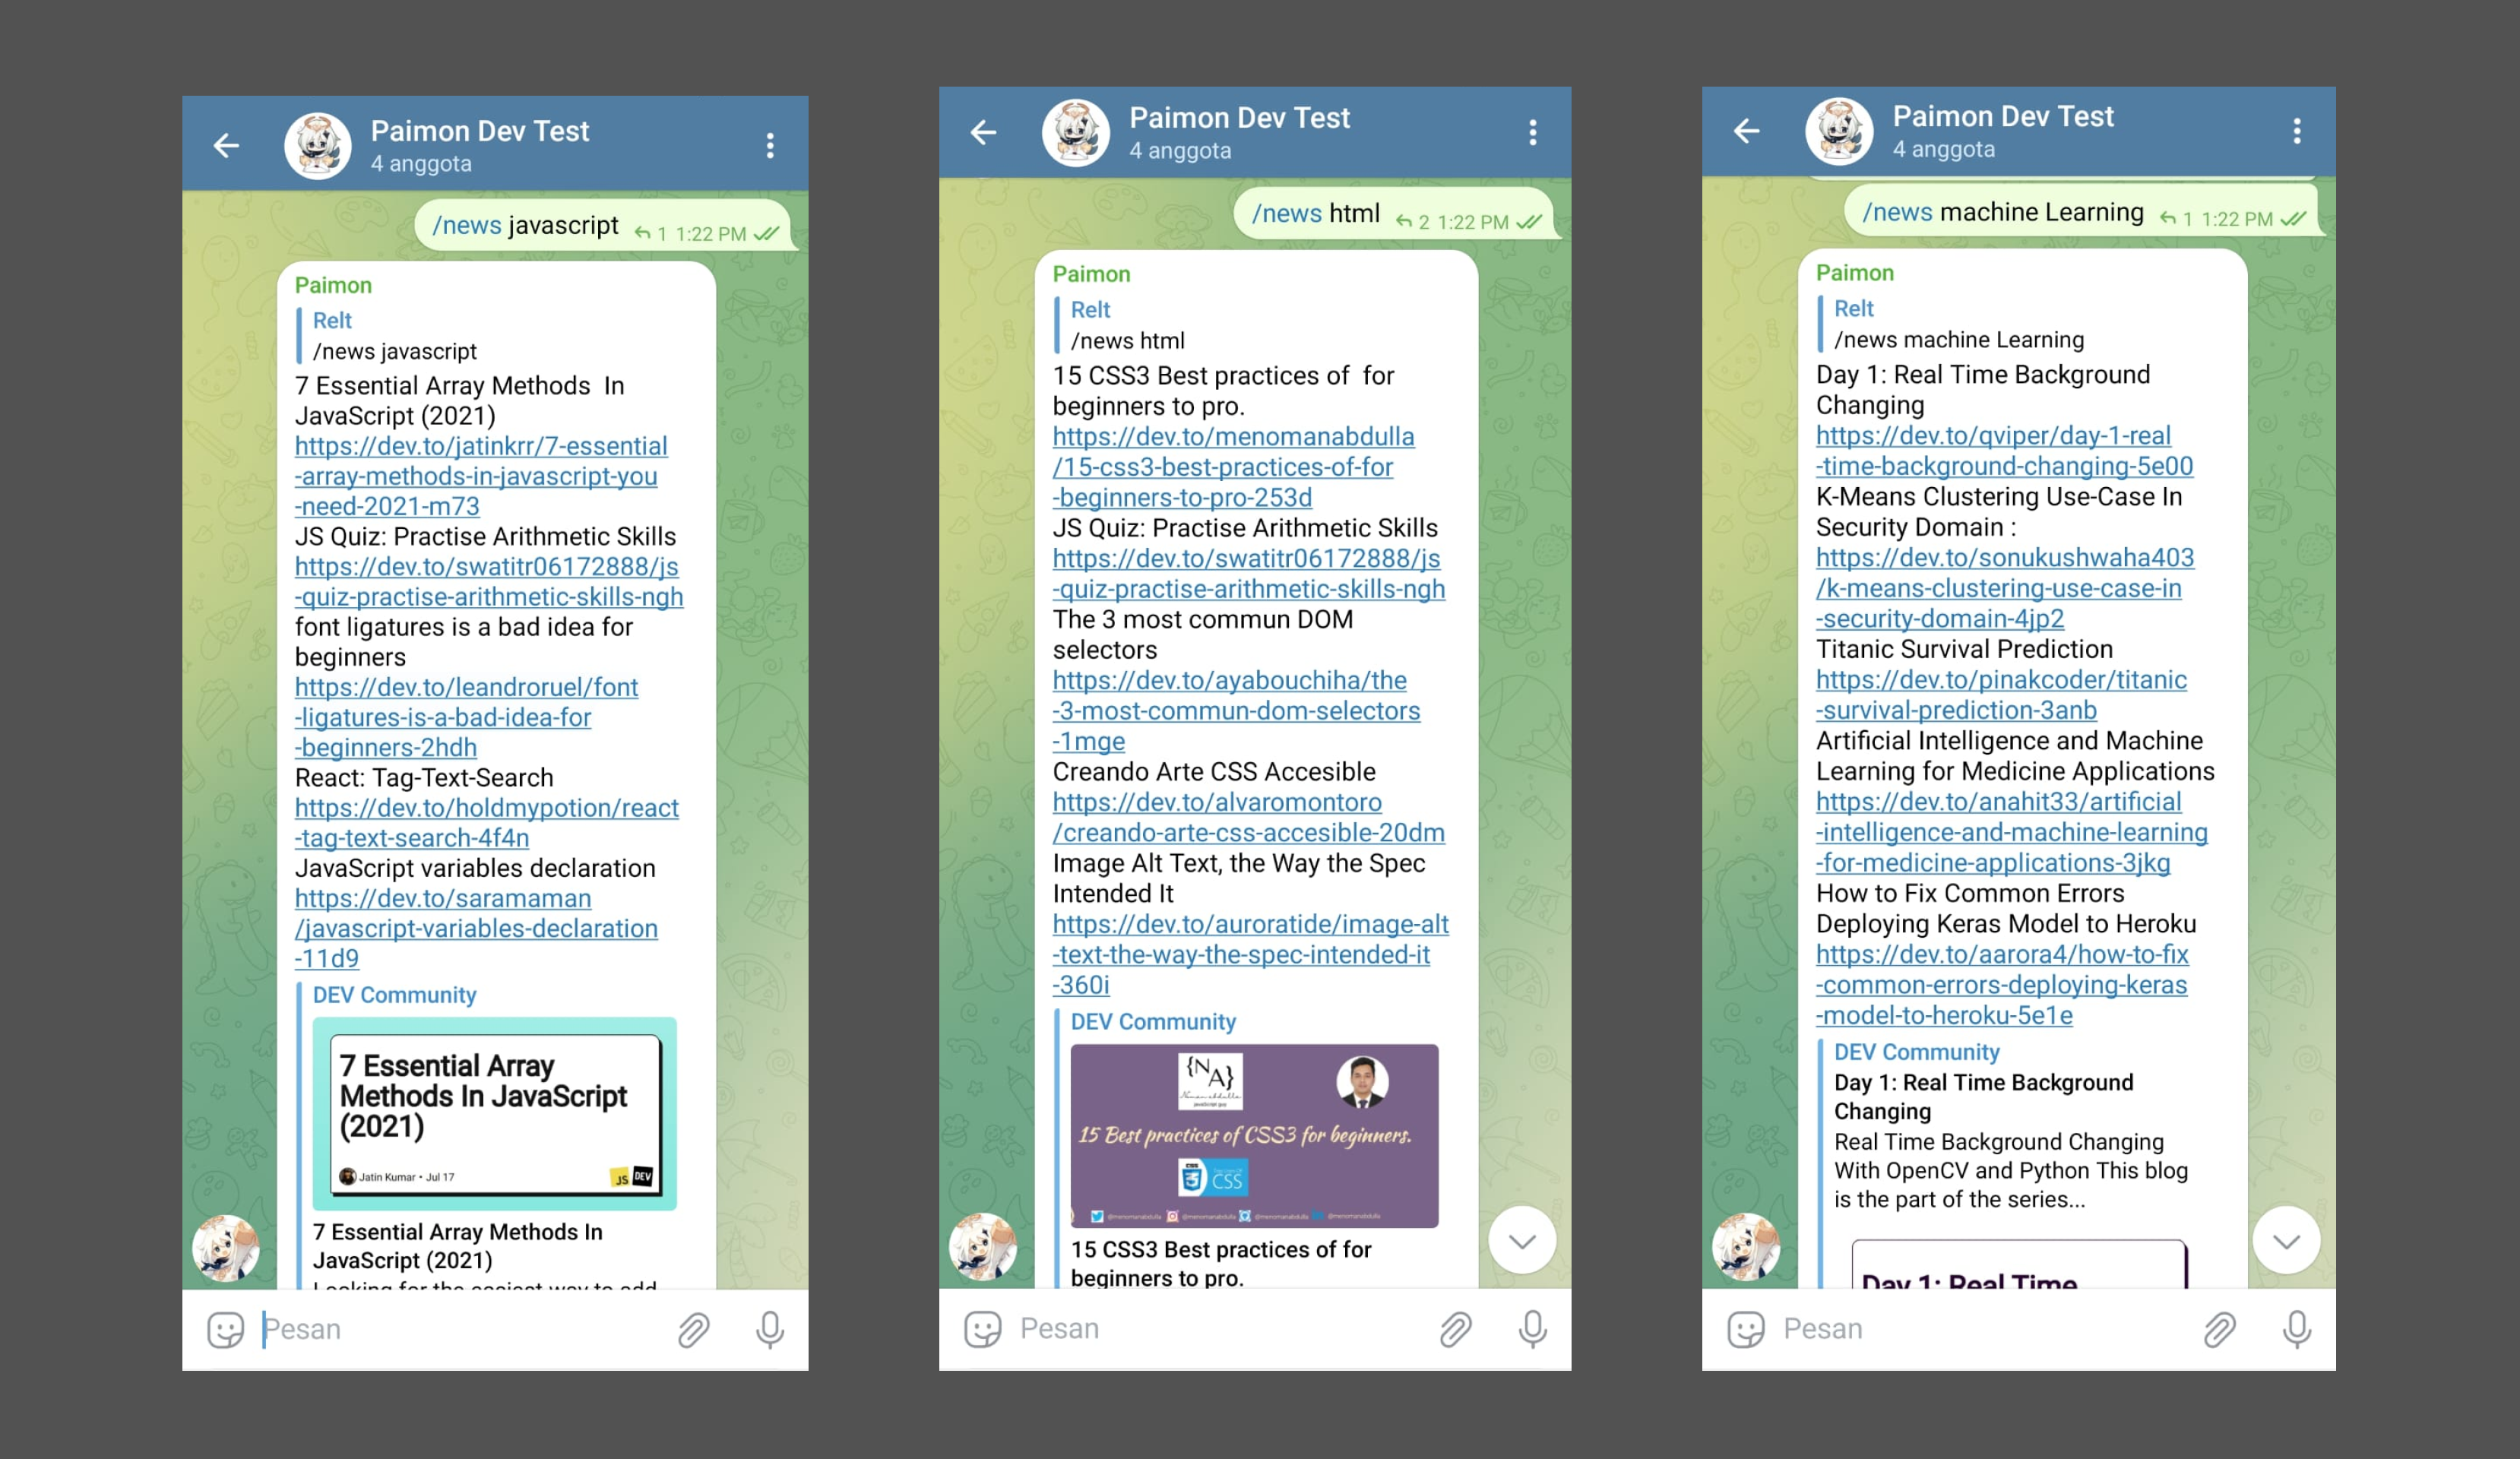 Paimon Dev Test
4 anggota
/news javascript 1 1:22 PM
Paimon
Relt
/news javascript
7 Essential Array Methods  In
JavaScript (2021)
https://dev.to/jatinkrr/7-essential
-array-methods-in-javascript-you
-need-2021-m73
JS Quiz: Practise Arithmetic Skills
https://dev.to/swatitr06172888/js
-quiz-practise-arithmetic-skills-ngh
font ligatures is a bad idea for
beginners
https://dev.to/leandroruel/font
-ligatures-is-a-bad-idea-for
-beginners-2hdh
React: Tag-Text-Search
https://dev.to/holdmypotion/react
-tag-text-search-4f4n
JavaScript variables declaration
https://dev.to/saramaman
/javascript-variables-declaration
-11d9
DEV Community
7 Essential Array
Methods In JavaScript
(2021)
Jatin Kumar • Jul 17
JS DEV
7 Essential Array Methods In
JavaScript (2021)
Looking for the easiest way to add
Pesan
Paimon Dev Test
4 anggota
/news html 2 1:22 PM
Paimon
Relt
/news html
15 CSS3 Best practices of  for
beginners to pro.
https://dev.to/menomanabdulla
/15-css3-best-practices-of-for
-beginners-to-pro-253d
JS Quiz: Practise Arithmetic Skills
https://dev.to/swatitr06172888/js
-quiz-practise-arithmetic-skills-ngh
The 3 most commun DOM
selectors
https://dev.to/ayabouchiha/the
-3-most-commun-dom-selectors
-1mge
Creando Arte CSS Accesible
https://dev.to/alvaromontoro
/creando-arte-css-accesible-20dm
Image Alt Text, the Way the Spec
Intended It
https://dev.to/auroratide/image-alt
-text-the-way-the-spec-intended-it
-360i
DEV Community
{NA}
javaScript guy
15 Best practices of CSS3 for beginners.
CSS
3 CSS
@menomanabdulla @menomanabdulla @menomanabdulla @menomanabdulla
15 CSS3 Best practices of for
beginners to pro.
Pesan
Paimon Dev Test
4 anggota
/news machine Learning 1 1:22 PM
Paimon
Relt
/news machine Learning
Day 1: Real Time Background
Changing
https://dev.to/qviper/day-1-real
-time-background-changing-5e00
K-Means Clustering Use-Case In
Security Domain :
https://dev.to/sonukushwaha403
/k-means-clustering-use-case-in
-security-domain-4jp2
Titanic Survival Prediction
https://dev.to/pinakcoder/titanic
-survival-prediction-3anb
Artificial Intelligence and Machine
Learning for Medicine Applications
https://dev.to/anahit33/artificial
-intelligence-and-machine-learning
-for-medicine-applications-3jkg
How to Fix Common Errors
Deploying Keras Model to Heroku
https://dev.to/aarora4/how-to-fix
-common-errors-deploying-keras
-model-to-heroku-5e1e
DEV Community
Day 1: Real Time Background
Changing
Real Time Background Changing
With OpenCV and Python This blog
is the part of the series...
Day 1: Real Time
Pesan